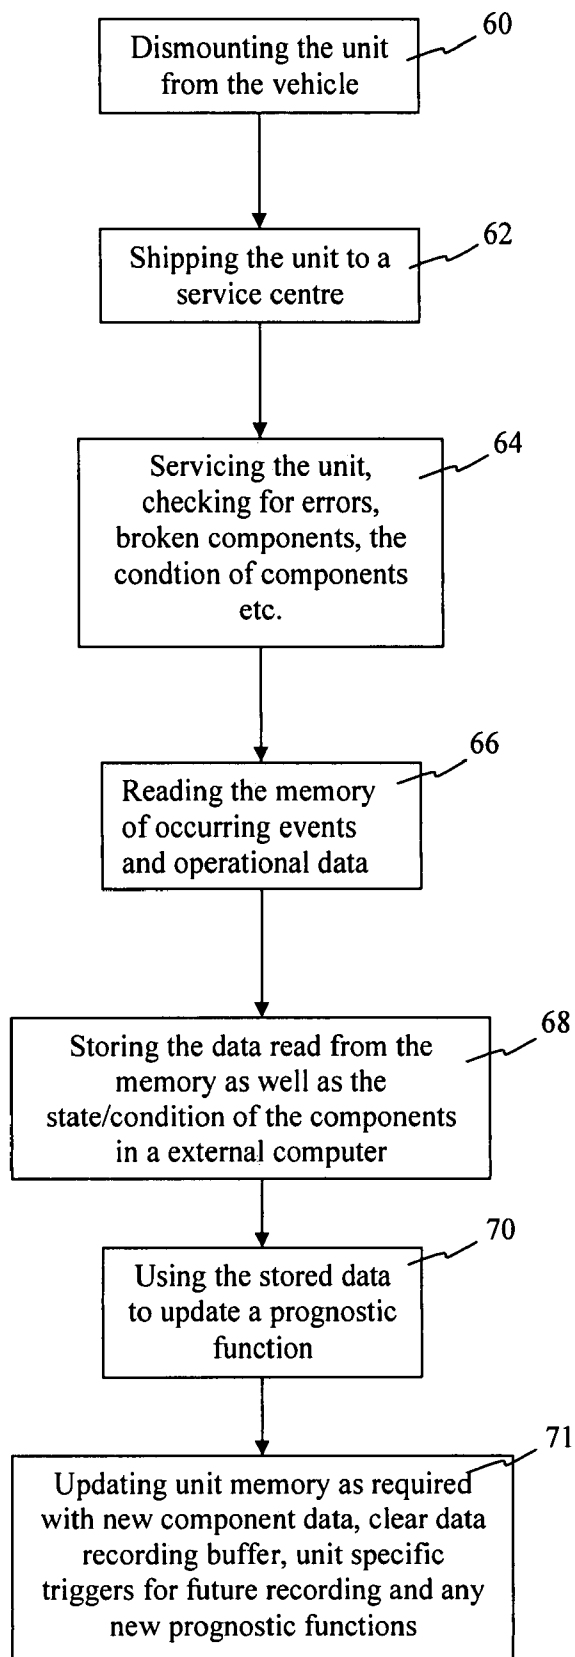 60
Dismounting the unit
from the vehicle
62
Shipping the unit to a
service centre
64
Servicing the unit,
checking for errors,
broken components, the
condtion of components
etc.
66
Reading the memory
of occurring events
and operational data
68
Storing the data read from the
memory as well as the
state/condition of the components
in a external computer
70
Using the stored data
to update a prognostic
function
71
Updating unit memory as required
with new component data, clear data
recording buffer, unit specific
triggers for future recording and any
new prognostic functions